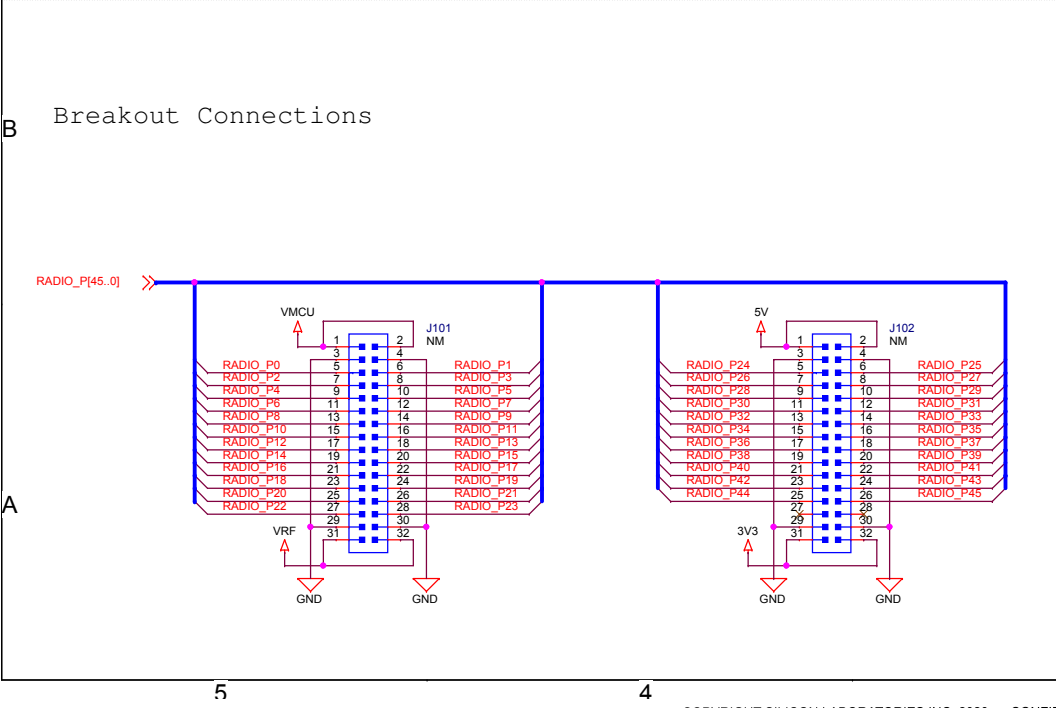 B
Breakout Connections
RADIO_P[45..0]
VMCU
J101
NM
1 2
3 4
RADIO_P0 5 6 RADIO_P1
RADIO_P2 7 8 RADIO_P3
RADIO_P4 9 10 RADIO_P5
RADIO_P6 11 12 RADIO_P7
RADIO_P8 13 14 RADIO_P9
RADIO_P10 15 16 RADIO_P11
RADIO_P12 17 18 RADIO_P13
RADIO_P14 19 20 RADIO_P15
RADIO_P16 21 22 RADIO_P17
RADIO_P18 23 24 RADIO_P19
RADIO_P20 25 26 RADIO_P21
RADIO_P22 27 28 RADIO_P23
29 30
VRF 31 32
GND GND
5V
J102
NM
1 2
3 4
RADIO_P24 5 6 RADIO_P25
RADIO_P26 7 8 RADIO_P27
RADIO_P28 9 10 RADIO_P29
RADIO_P30 11 12 RADIO_P31
RADIO_P32 13 14 RADIO_P33
RADIO_P34 15 16 RADIO_P35
RADIO_P36 17 18 RADIO_P37
RADIO_P38 19 20 RADIO_P39
RADIO_P40 21 22 RADIO_P41
RADIO_P42 23 24 RADIO_P43
RADIO_P44 25 26 RADIO_P45
27 28
29 30
3V3 31 32
GND GND
A
5 4